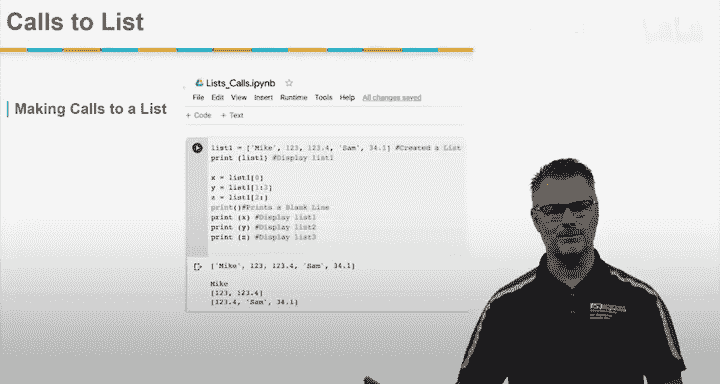 Calls to List
Making Calls to a List
Lists_Calls.ipynb
File Edit View Insert Runtime Tools Help All changes saved
+ Code + Text
list1 = ['Mike', 123, 123.4, 'Sam', 34.1] #Created a List
print (list1) #Display list1
x = list1[0]
y = list1[1:3]
z = list1[2:]
print()#Prints a Blank Line
print (x) #Display list1
print (y) #Display list2
print (z) #Display list3
['Mike', 123, 123.4, 'Sam', 34.1]
Mike
[123, 123.4]
[123.4, 'Sam', 34.1]